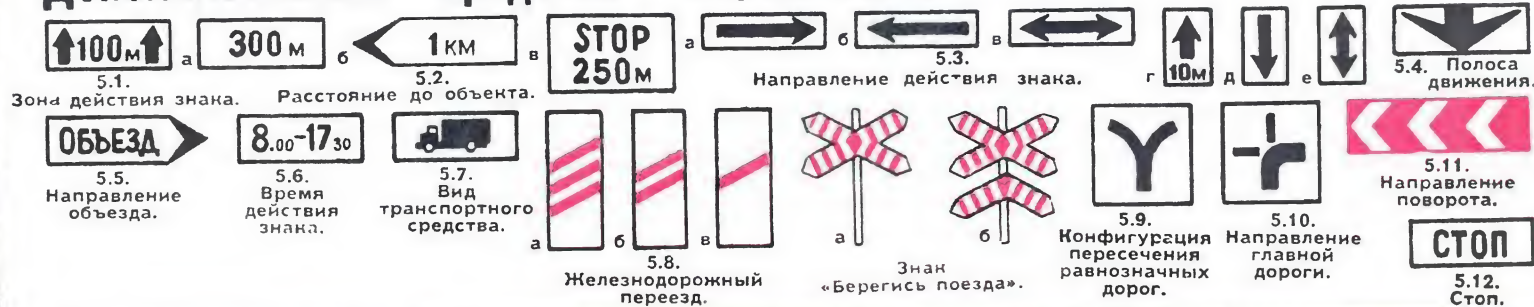 100м
а
300 м
б
1 км
в
STOP
250м
5.1.
Зона действия знака.
5.2.
Расстояние до объекта.
а
б
в
г
10м
д
е
5.3.
Направление действия знака.
5.4. Полоса
движения.
ОБЪЕЗД
5.5.
Направление
объезда.
8.00-17 30
5.6.
Время
действия
знака.
5.7.
Вид
транспортного
средства.
а
б
в
5.8.
Железнодорожный
переезд.
а
б
Знак
«Берегись поезда».
5.9.
Конфигурация
пересечения
равнозначных
дорог.
5.10.
Направление
главной
дороги.
5.11.
Направление
поворота.
СТОП
5.12.
Стоп.